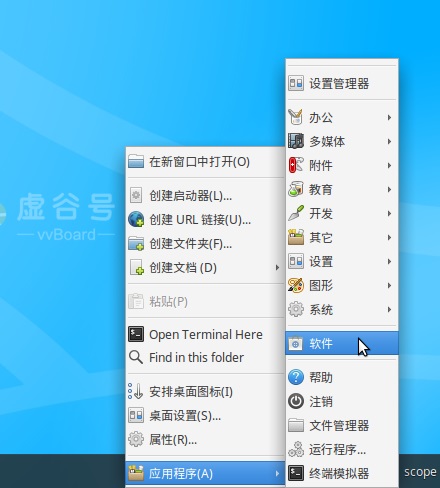 虚谷号
vvBoard
在新窗口中打开(O)
创建启动器(L)...
创建 URL 链接(U)...
创建文件夹(F)...
创建文档 (D)
粘贴(P)
Open Terminal Here
Find in this folder
安排桌面图标(I)
桌面设置(S)...
属性(R)...
应用程序(A)
设置管理器
办公
多媒体
附件
教育
开发
其它
设置
图形
系统
软件
帮助
注销
文件管理器
运行程序...
终端模拟器
scope